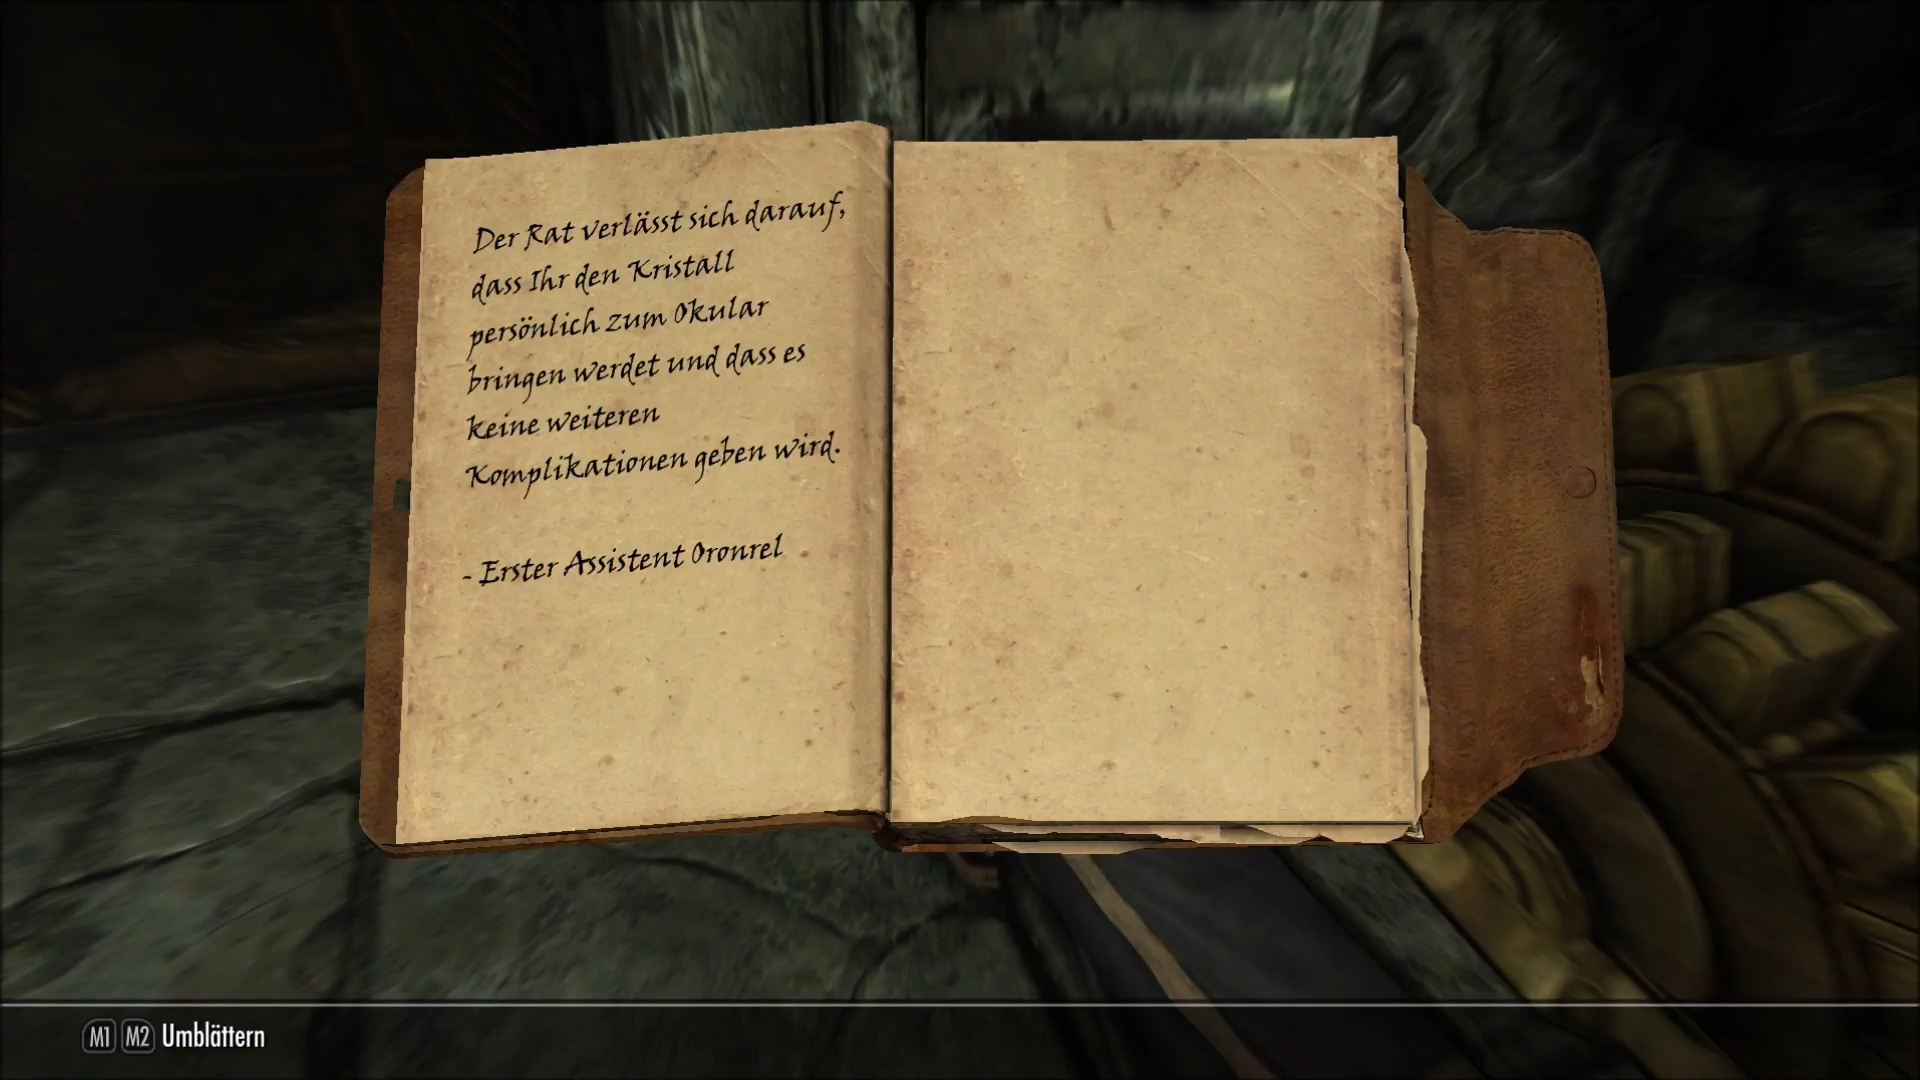 Der Rat verlässt sich darauf,
dass Ihr den Kristall
persönlich zum Okular
bringen werdet und dass es
keine weiteren
Komplikationen geben wird.
- Erster Assistent Oronrel
M1 M2 Umblättern